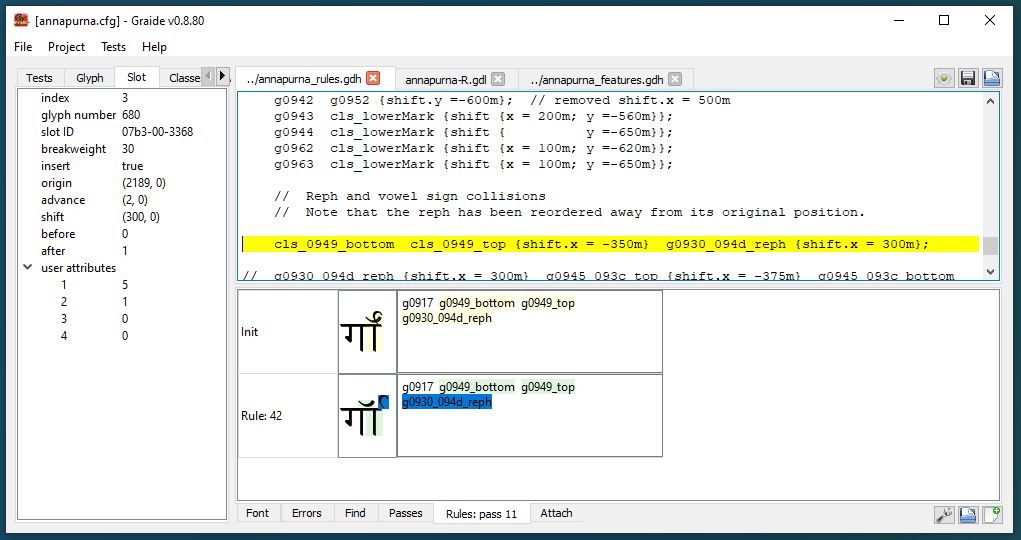 [annapurna.cfg] - Graide v0.8.80
File Project Tests Help
Tests Glyph Slot Classe
../annapurna_rules.gdh annapurna-R.gdl ../annapurna_features.gdh
index 3
glyph number 680
slot ID 07b3-00-3368
breakweight 30
insert true
origin (2189, 0)
advance (2, 0)
shift (300, 0)
before 0
after 1
user attributes
1 5
2 1
3 0
4 0
g0942 g0952 {shift.y =-600m}; // removed shift.x = 500m
g0943 cls_lowerMark {shift {x = 200m; y =-560m}};
g0944 cls_lowerMark {shift { y =-650m}};
g0962 cls_lowerMark {shift {x = 100m; y =-620m}};
g0963 cls_lowerMark {shift {x = 100m; y =-650m}};
// Reph and vowel sign collisions
// Note that the reph has been reordered away from its original position.
cls_0949_bottom cls_0949_top {shift.x = -350m} g0930_094d_reph {shift.x = 300m};
// g0930_094d_reph {shift.x = 300m} g0945_093c_top {shift.x = -375m} g0945_093c_bottom
Init
g0917 g0949_bottom g0949_top
g0930_094d_reph
Rule: 42
g0917 g0949_bottom g0949_top
g0930_094d_reph
Font Errors Find Passes Rules: pass 11 Attach